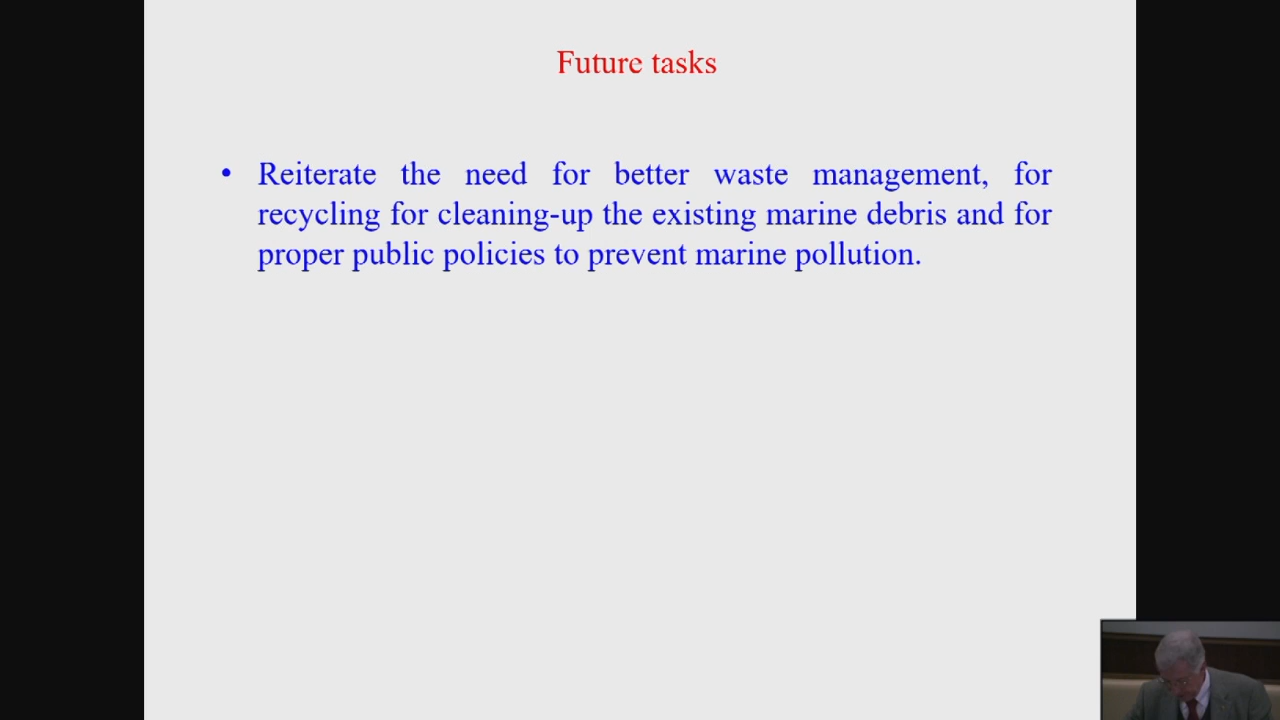 Future tasks
• Reiterate the need for better waste management, for
recycling for cleaning-up the existing marine debris and for
proper public policies to prevent marine pollution.